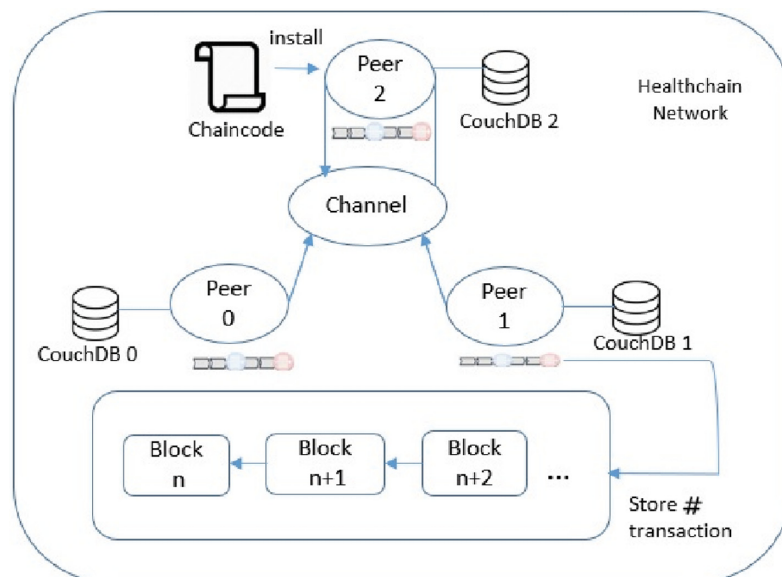 install
Peer
2
Chaincode
CouchDB 2
Healthchain
Network
Channel
Peer
0
CouchDB 0
Peer
1
CouchDB 1
Block
n
Block
n+1
Block
n+2
...
Store #
transaction